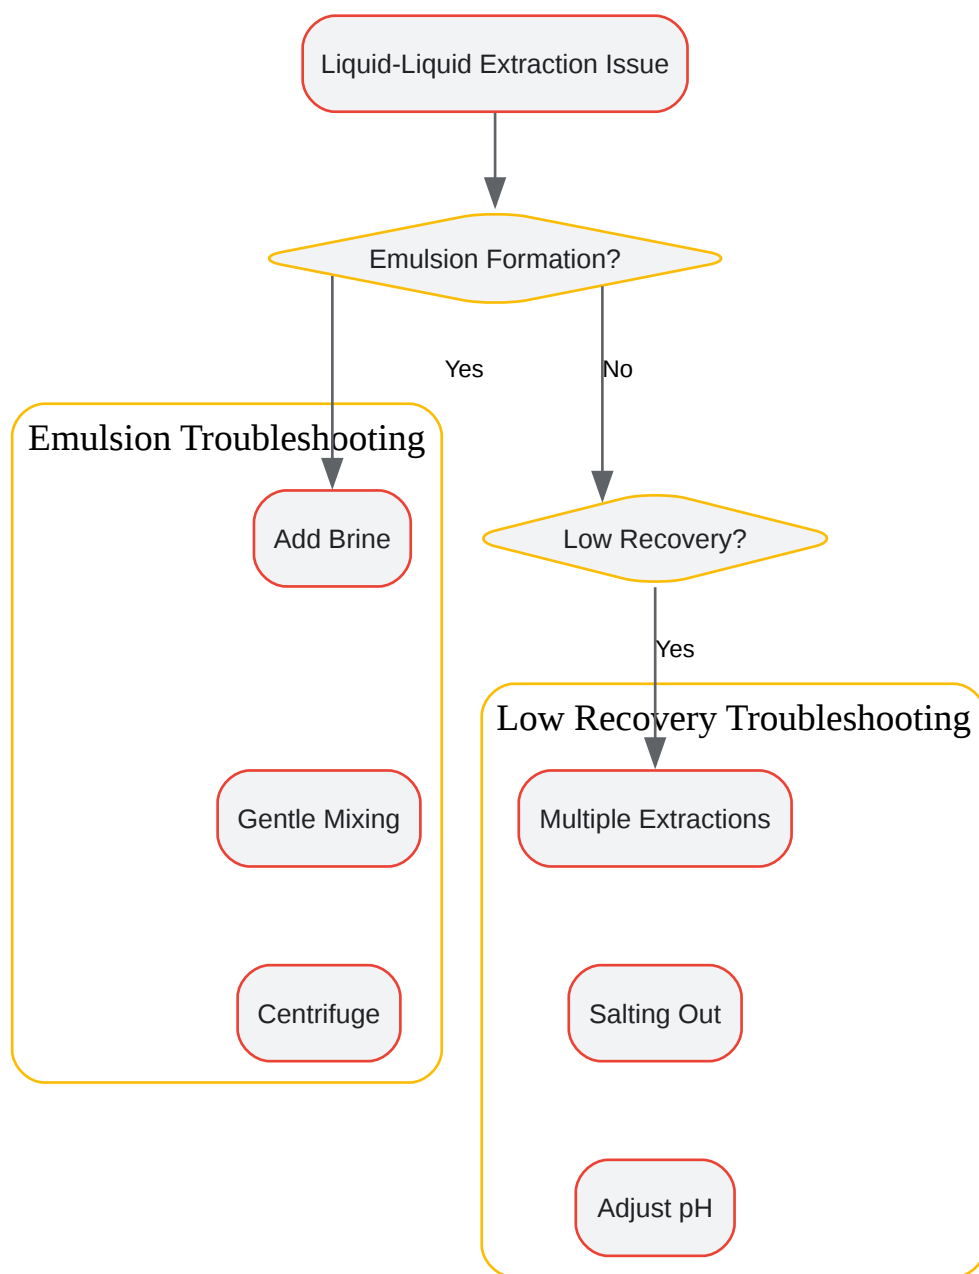 Liquid-Liquid Extraction Issue
Emulsion Formation?
Yes
No
Emulsion Troubleshooting
Add Brine
Low Recovery?
Yes
Low Recovery Troubleshooting
Gentle Mixing
Multiple Extractions
Centrifuge
Salting Out
Adjust pH